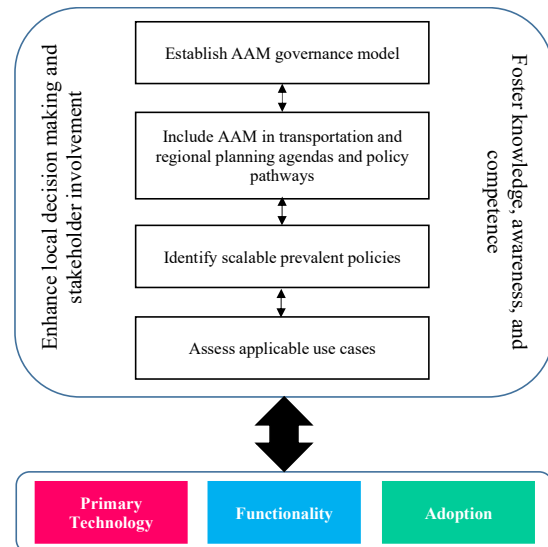 Enhance local decision making and
stakeholder involvement
Establish AAM governance model
Include AAM in transportation and
regional planning agendas and policy
pathways
Identify scalable prevalent policies
Assess applicable use cases
Foster knowledge, awareness, and
competence
Primary
Technology
Functionality
Adoption